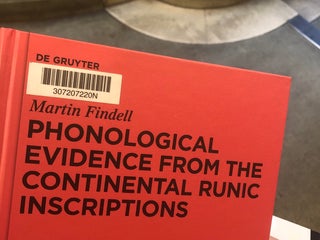 DE GRUYTER
307207220N
Martin Findell
PHONOLOGICAL
EVIDENCE FROM THE
CONTINENTAL RUNIC
INSCRIPTIONS